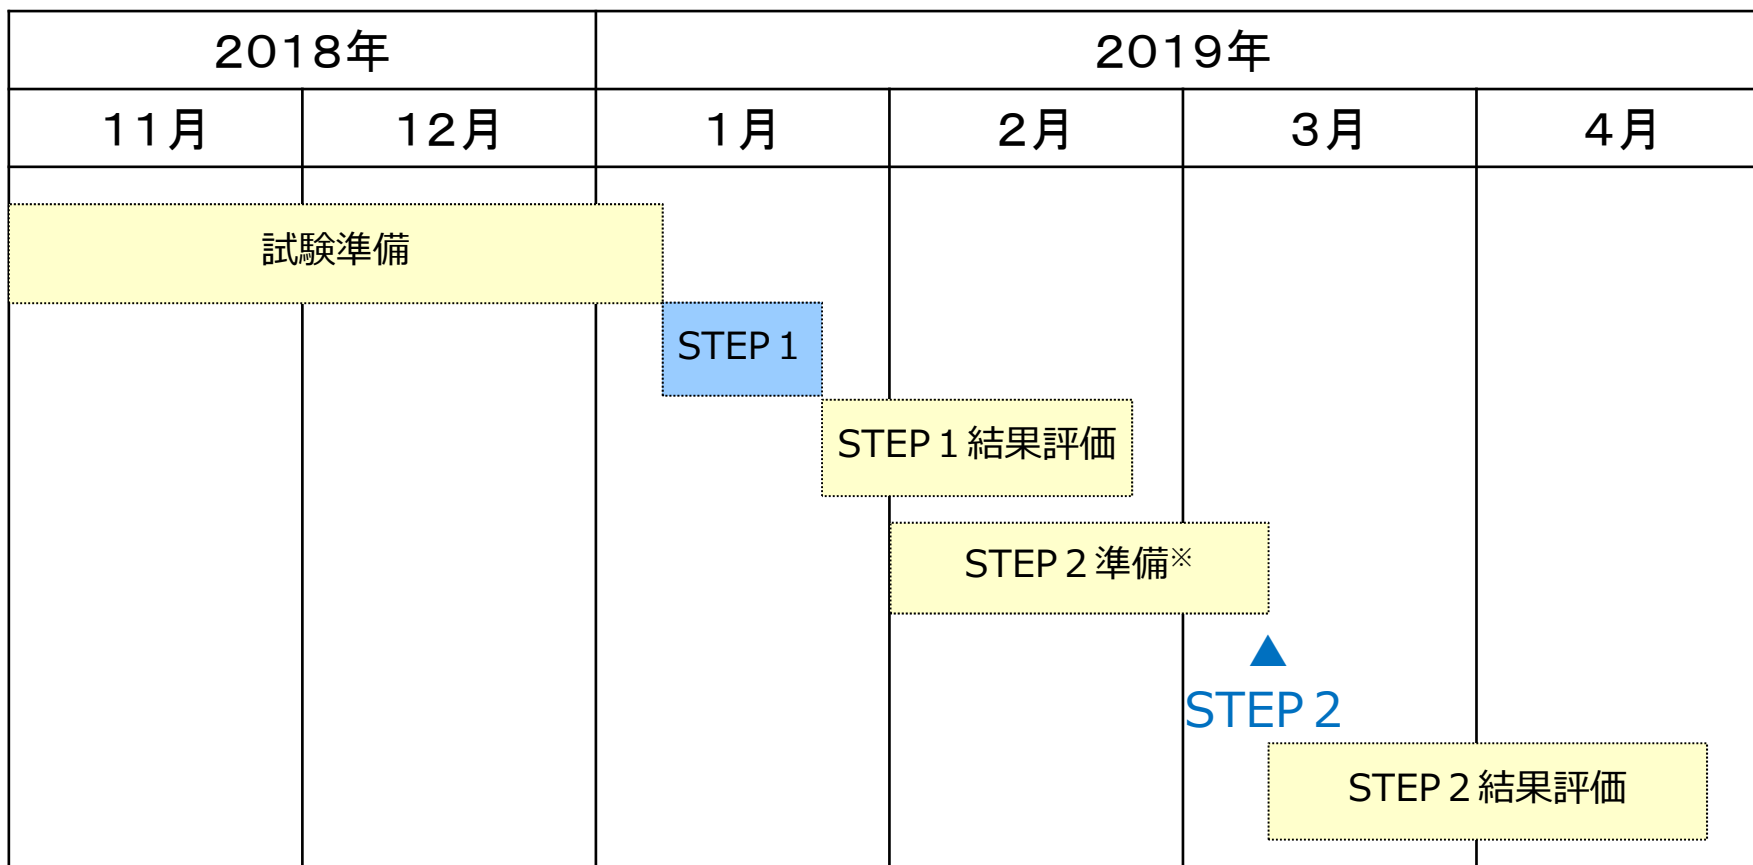 ２０１８年
２０１９年
１１月
１２月
１月
２月
３月
４月
試験準備
STEP１
STEP１結果評価
STEP２準備※
▲
STEP２
STEP２結果評価